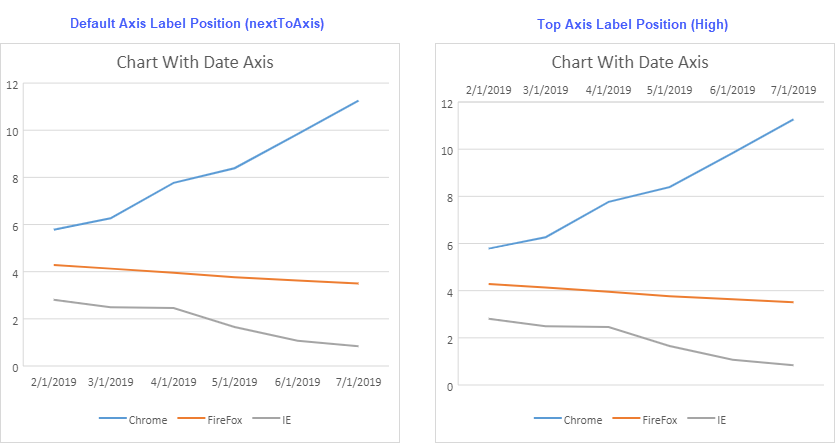 Default Axis Label Position (nextToAxis)
Chart With Date Axis
12
10
8
6
4
2
0
2/1/2019 3/1/2019 4/1/2019 5/1/2019 6/1/2019 7/1/2019
Chrome FireFox IE
Top Axis Label Position (High)
Chart With Date Axis
2/1/2019 3/1/2019 4/1/2019 5/1/2019 6/1/2019 7/1/2019
12
10
8
6
4
2
0
Chrome FireFox IE